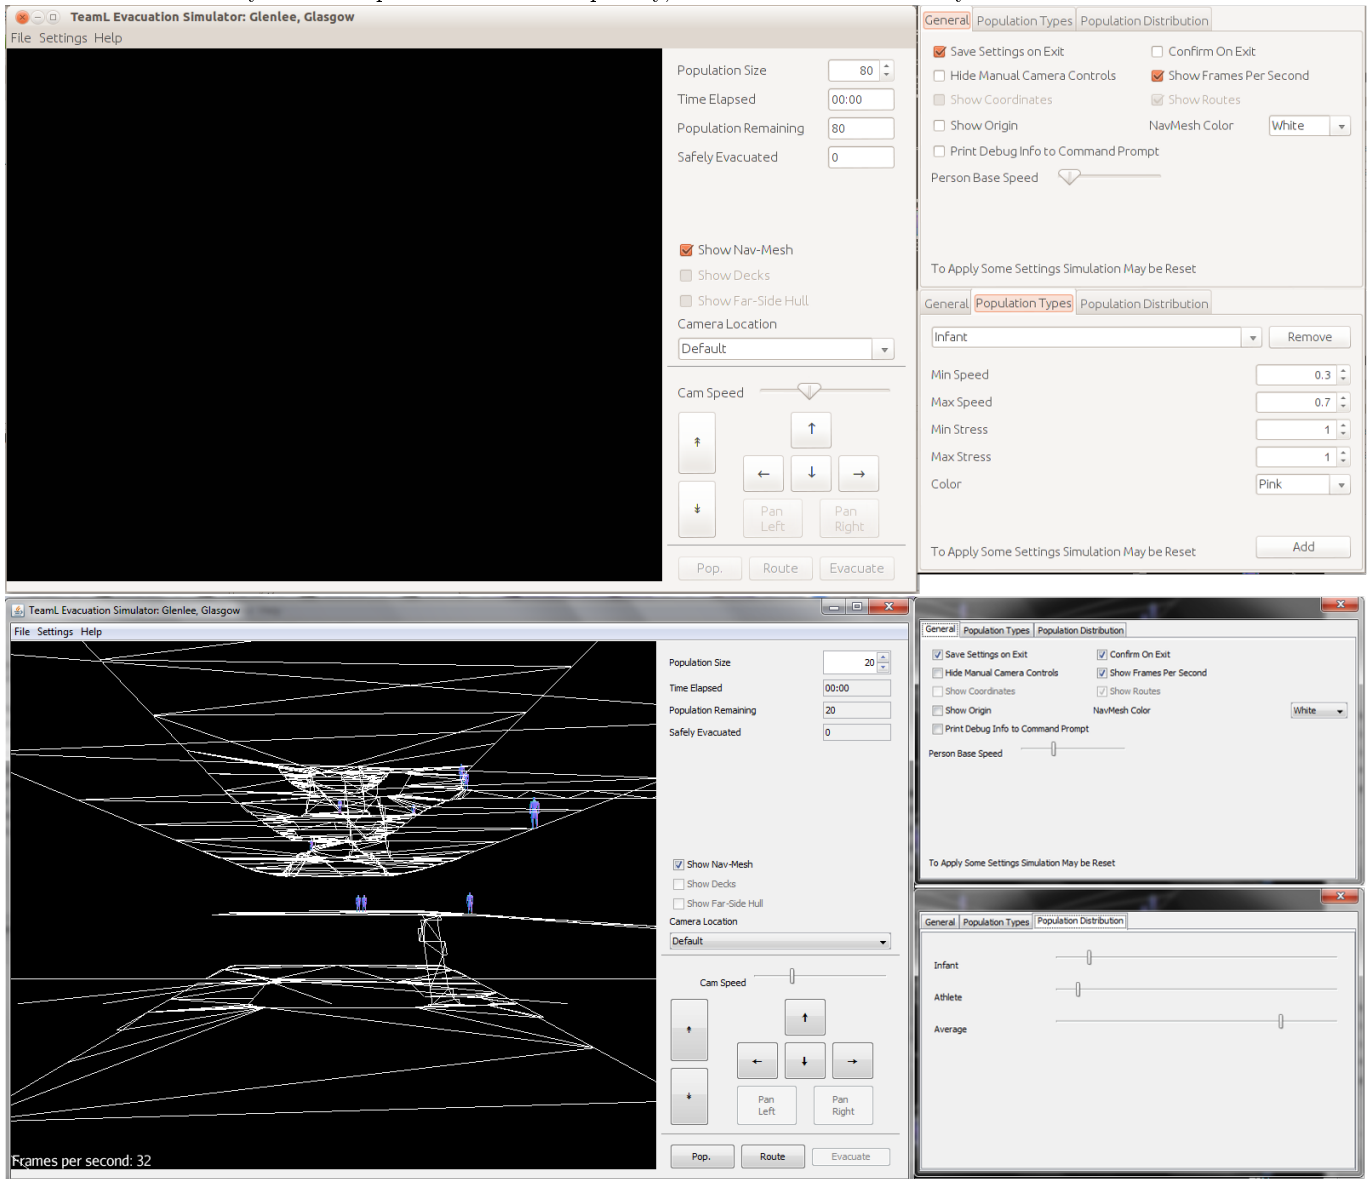 TeamL Evacuation Simulator: Glenlee, Glasgow
File Settings Help
Population Size 80
Time Elapsed 00:00
Population Remaining 80
Safely Evacuated 0
Show Nav-Mesh
Show Decks
Show Far-Side Hull
Camera Location
Default
Cam Speed
Pan Left
Pan Right
Pop. Route Evacuate
General Population Types Population Distribution
Save Settings on Exit Confirm On Exit
Hide Manual Camera Controls Show Frames Per Second
Show Coordinates Show Routes
Show Origin NavMesh Color White
Print Debug Info to Command Prompt
Person Base Speed
To Apply Some Settings Simulation May be Reset
General Population Types Population Distribution
Infant Remove
Min Speed 0.3
Max Speed 0.7
Min Stress 1
Max Stress 1
Color Pink
To Apply Some Settings Simulation May be Reset Add
TeamL Evacuation Simulator: Glenlee, Glasgow
File Settings Help
Population Size 20
Time Elapsed 00:00
Population Remaining 20
Safely Evacuated 0
Show Nav-Mesh
Show Decks
Show Far-Side Hull
Camera Location
Default
Cam Speed
Pan Left
Pan Right
Pop. Route Evacuate
Frames per second: 32
General Population Types Population Distribution
Save Settings on Exit Confirm On Exit
Hide Manual Camera Controls Show Frames Per Second
Show Coordinates Show Routes
Show Origin NavMesh Color White
Print Debug Info to Command Prompt
Person Base Speed
To Apply Some Settings Simulation May be Reset
General Population Types Population Distribution
Infant
Athlete
Average